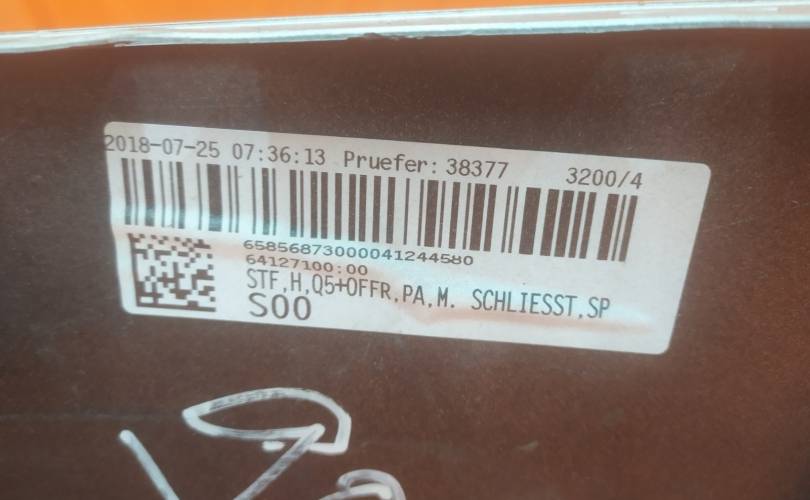 2018-07-25 07:36:13 Pruefer: 38377 3200/4
65856873000041244580
64127100:00
STF,H,Q5+OFFR,PA,M. SCHLIESST,SP
S00